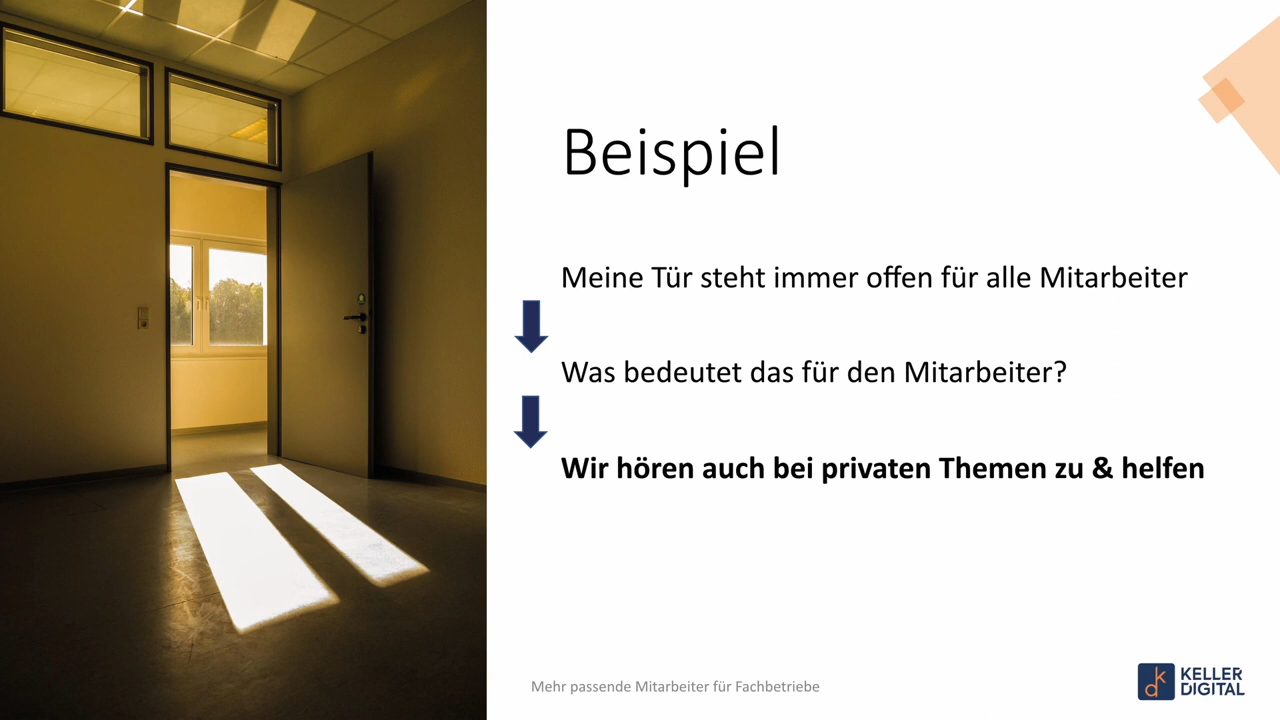 Beispiel
Meine Tür steht immer offen für alle Mitarbeiter
Was bedeutet das für den Mitarbeiter?
Wir hören auch bei privaten Themen zu & helfen
Mehr passende Mitarbeiter für Fachbetriebe
dk KELLER
DIGITAL